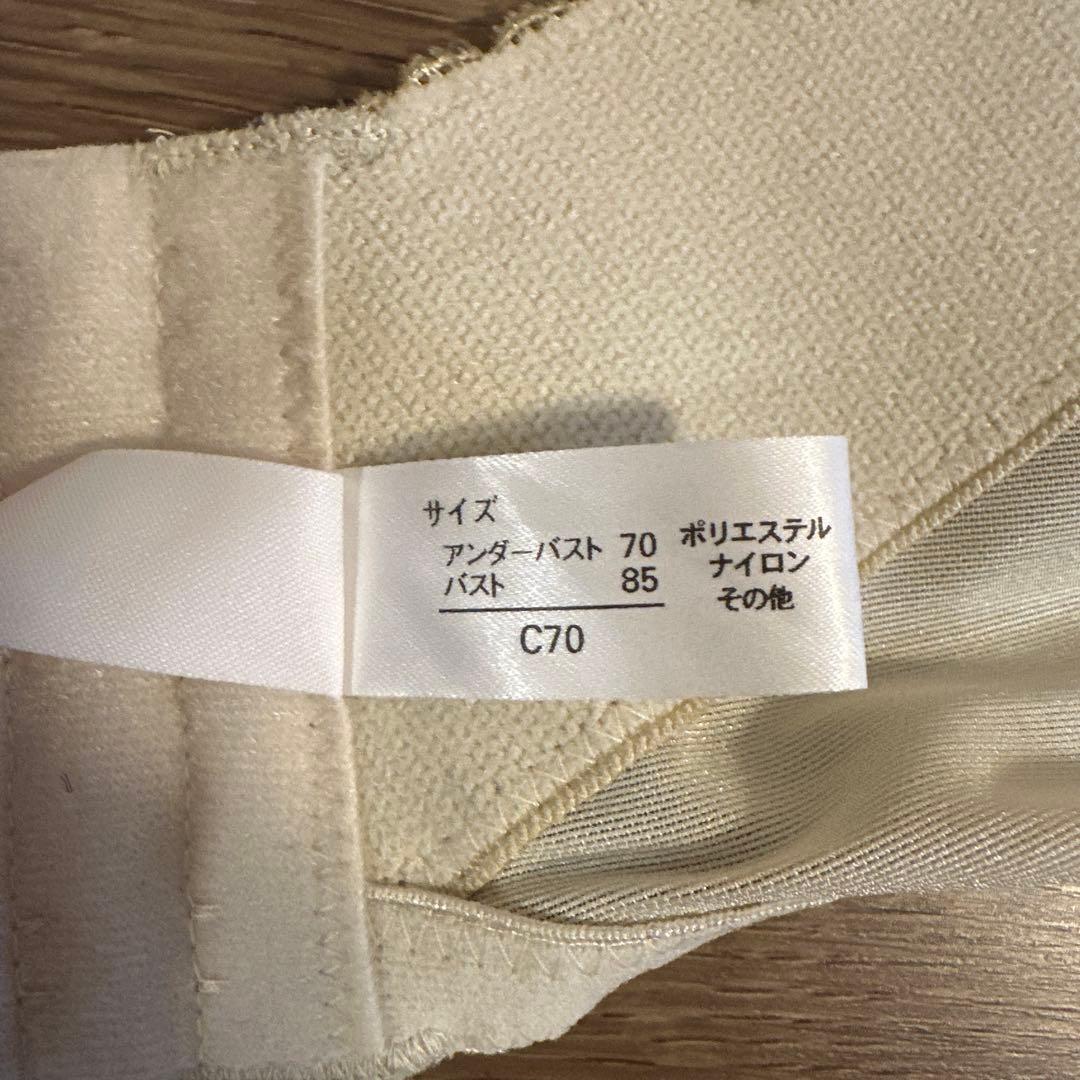 サイズ
アンダーバスト 70
バスト 85
C70
ポリエステル
ナイロン
その他